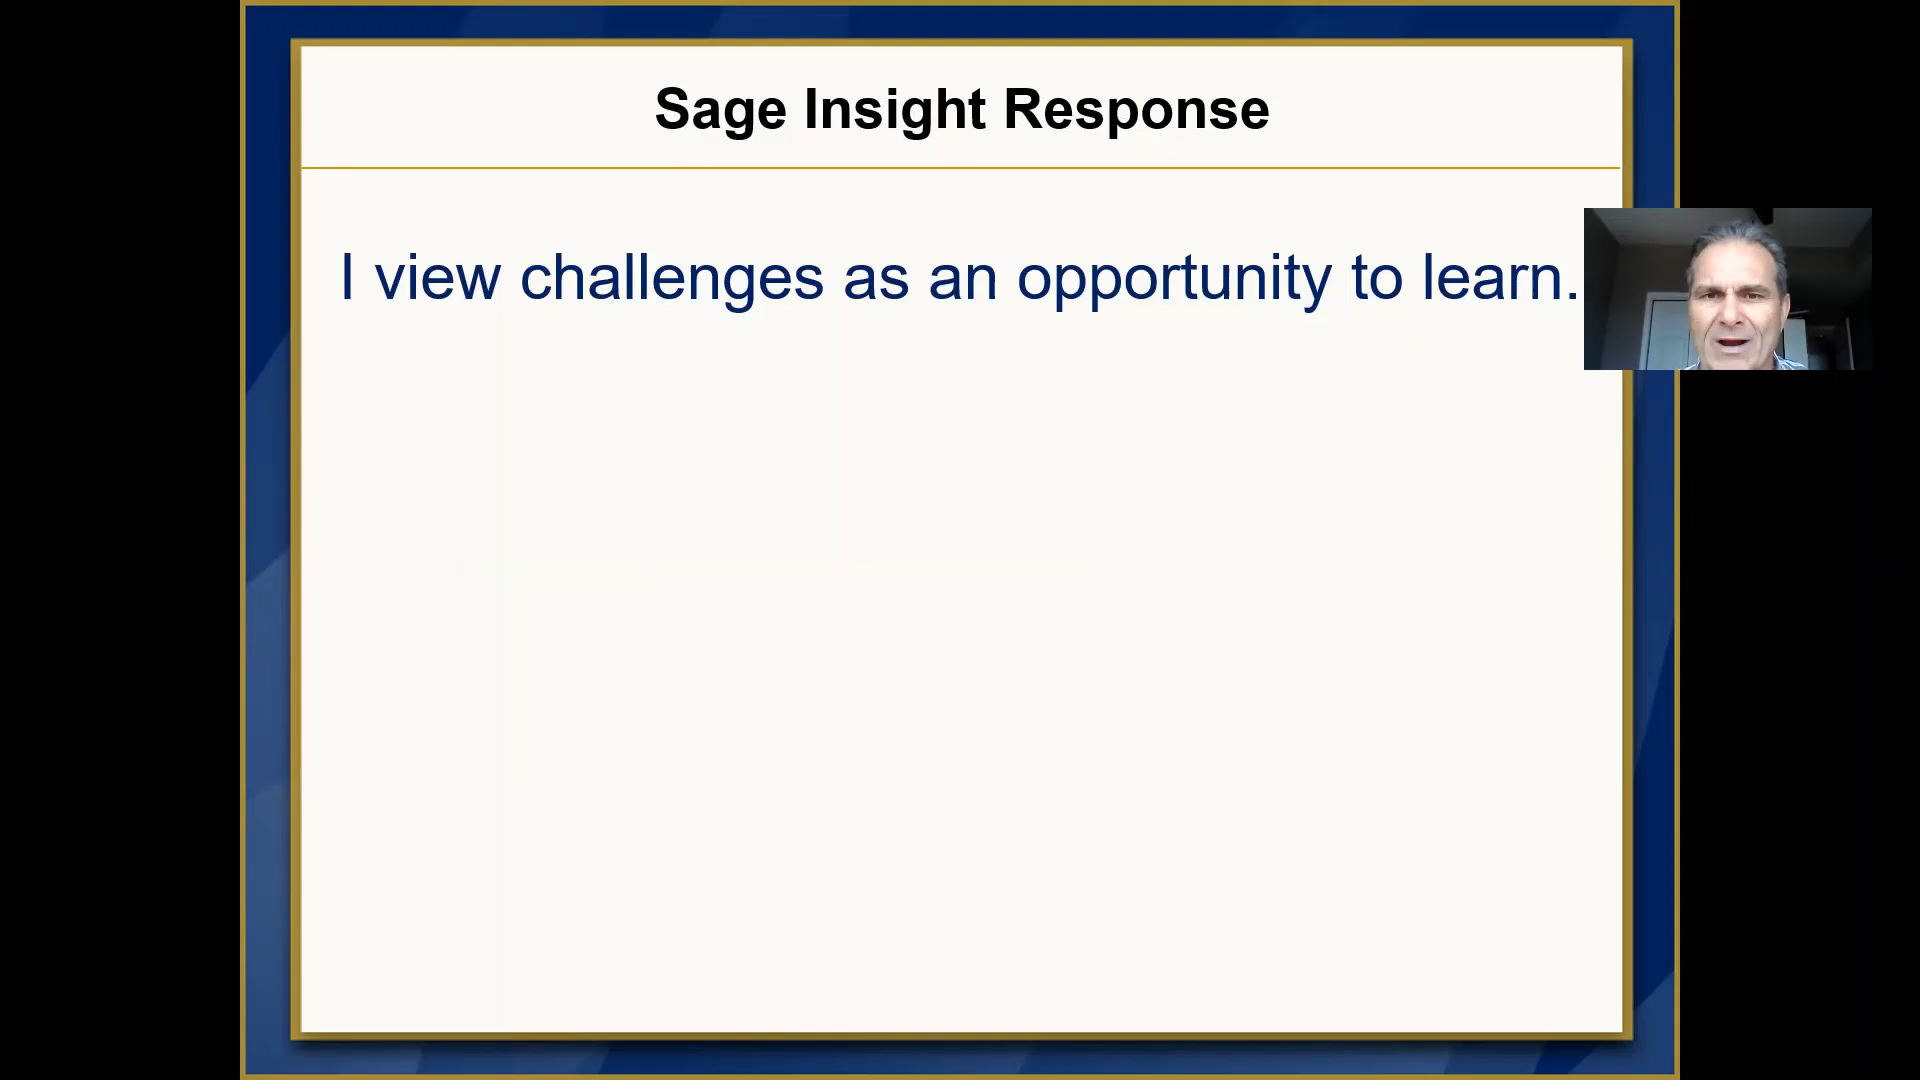 Sage Insight Response
I view challenges as an opportunity to learn.